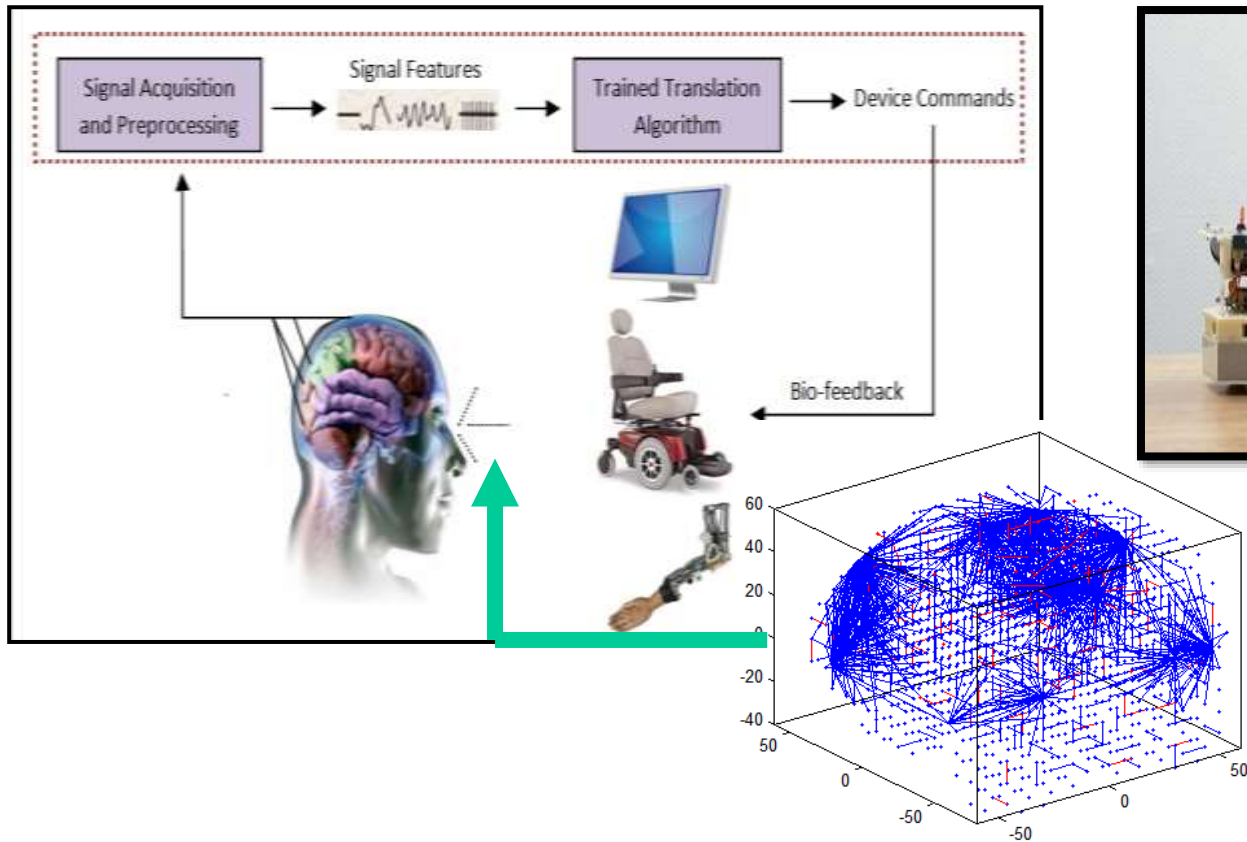 Signal Acquisition
and Preprocessing
Signal Features
Trained Translation
Algorithm
Device Commands
Bio-feedback
60
40
20
0
-20
-40
50
0
-50
-50
0
50